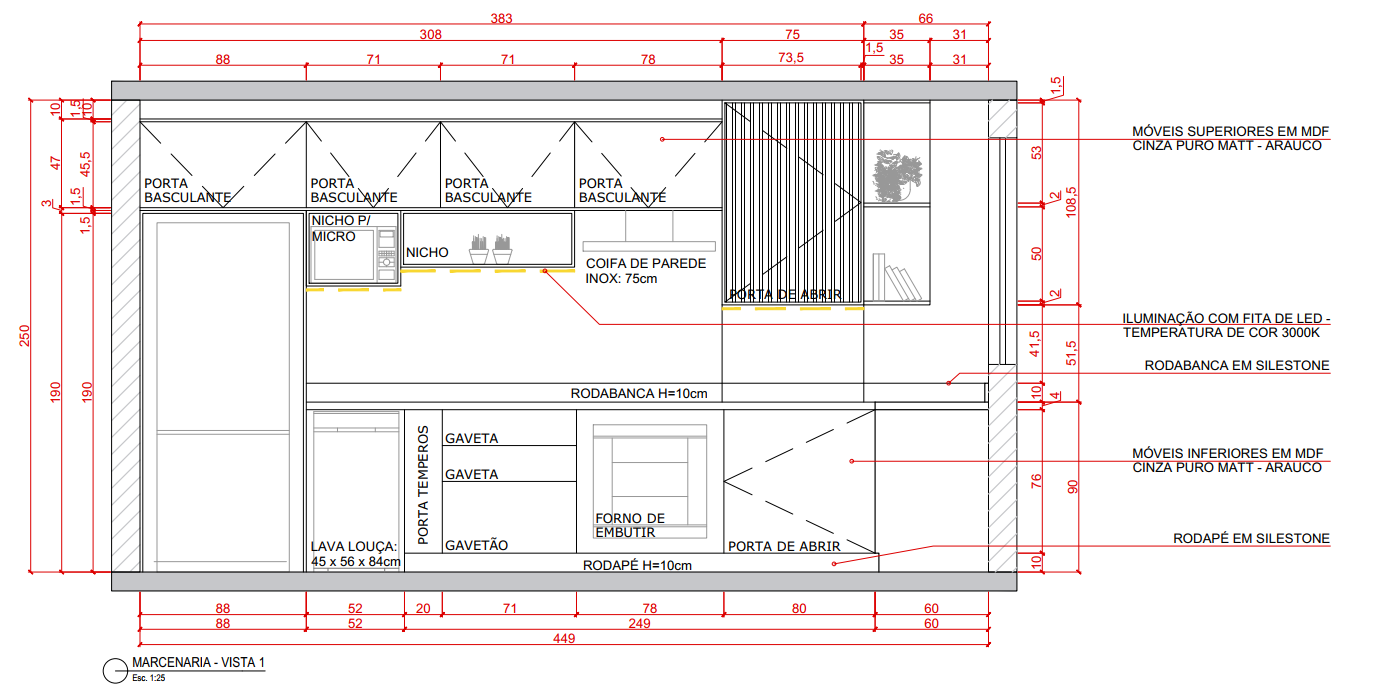 383
66
308
75
35
31
1,5
88
71
71
78
73,5
35
31
10
1,5
10
1,5
47
45,5
53
MÓVEIS SUPERIORES EM MDF
CINZA PURO MATT - ARAUCO
PORTA
BASCULANTE
PORTA
BASCULANTE
PORTA
BASCULANTE
PORTA
BASCULANTE
3
1,5
1,5
2
108,5
NICHO P/
MICRO
NICHO
COIFA DE PAREDE
INOX: 75cm
50
PORTA DE ABRIR
2
ILUMINAÇÃO COM FITA DE LED -
TEMPERATURA DE COR 3000K
250
41,5
51,5
RODABANCA EM SILESTONE
190
190
RODABANCA H=10cm
10
4
PORTA TEMPEROS
GAVETA
GAVETA
GAVETÃO
FORNO DE
EMBUTIR
PORTA DE ABRIR
MÓVEIS INFERIORES EM MDF
CINZA PURO MATT - ARAUCO
76
90
LAVA LOUÇA:
45 x 56 x 84cm
RODAPÉ EM SILESTONE
RODAPÉ H=10cm
10
88
52
20
71
78
80
60
88
52
249
60
449
MARCENARIA - VISTA 1
Esc. 1:25